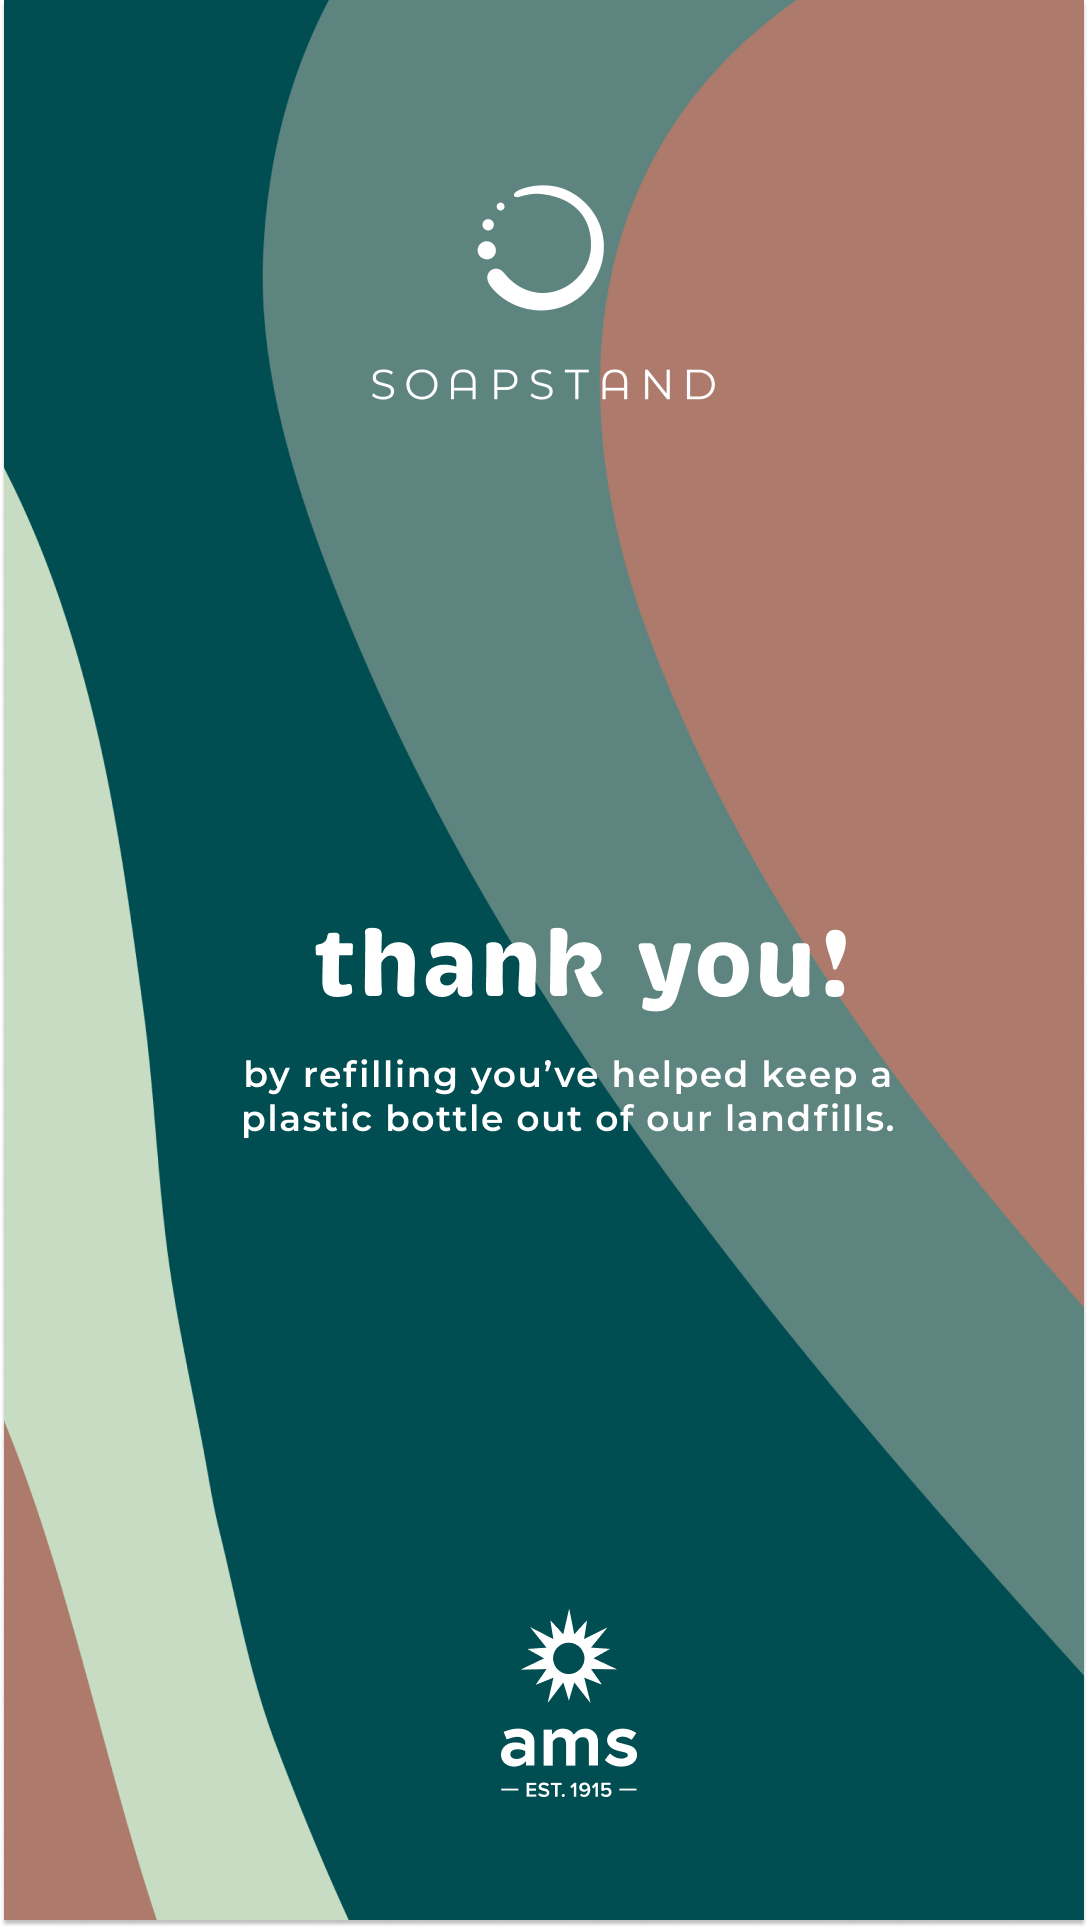 SOAPSTAND
thank you!
by refilling you’ve helped keep a
plastic bottle out of our landfills.
ams
— EST. 1915 —